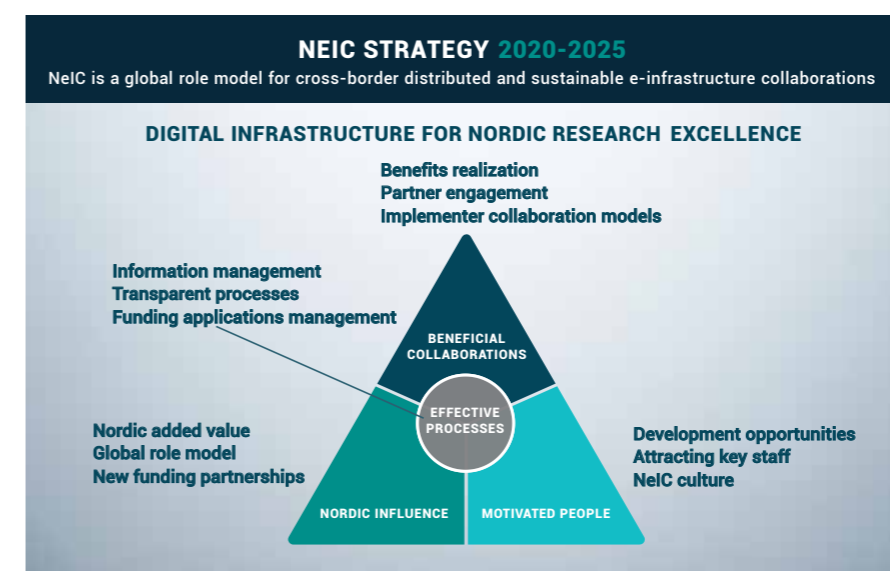 NEIC STRATEGY 2020-2025
NeIC is a global role model for cross-border distributed and sustainable e-infrastructure collaborations
DIGITAL INFRASTRUCTURE FOR NORDIC RESEARCH EXCELLENCE
Benefits realization
Partner engagement
Implementer collaboration models
Information management
Transparent processes
Funding applications management
BENEFICIAL
COLLABORATIONS
EFFECTIVE
PROCESSES
Nordic added value
Global role model
New funding partnerships
Development opportunities
Attracting key staff
NeIC culture
NORDIC INFLUENCE
MOTIVATED PEOPLE